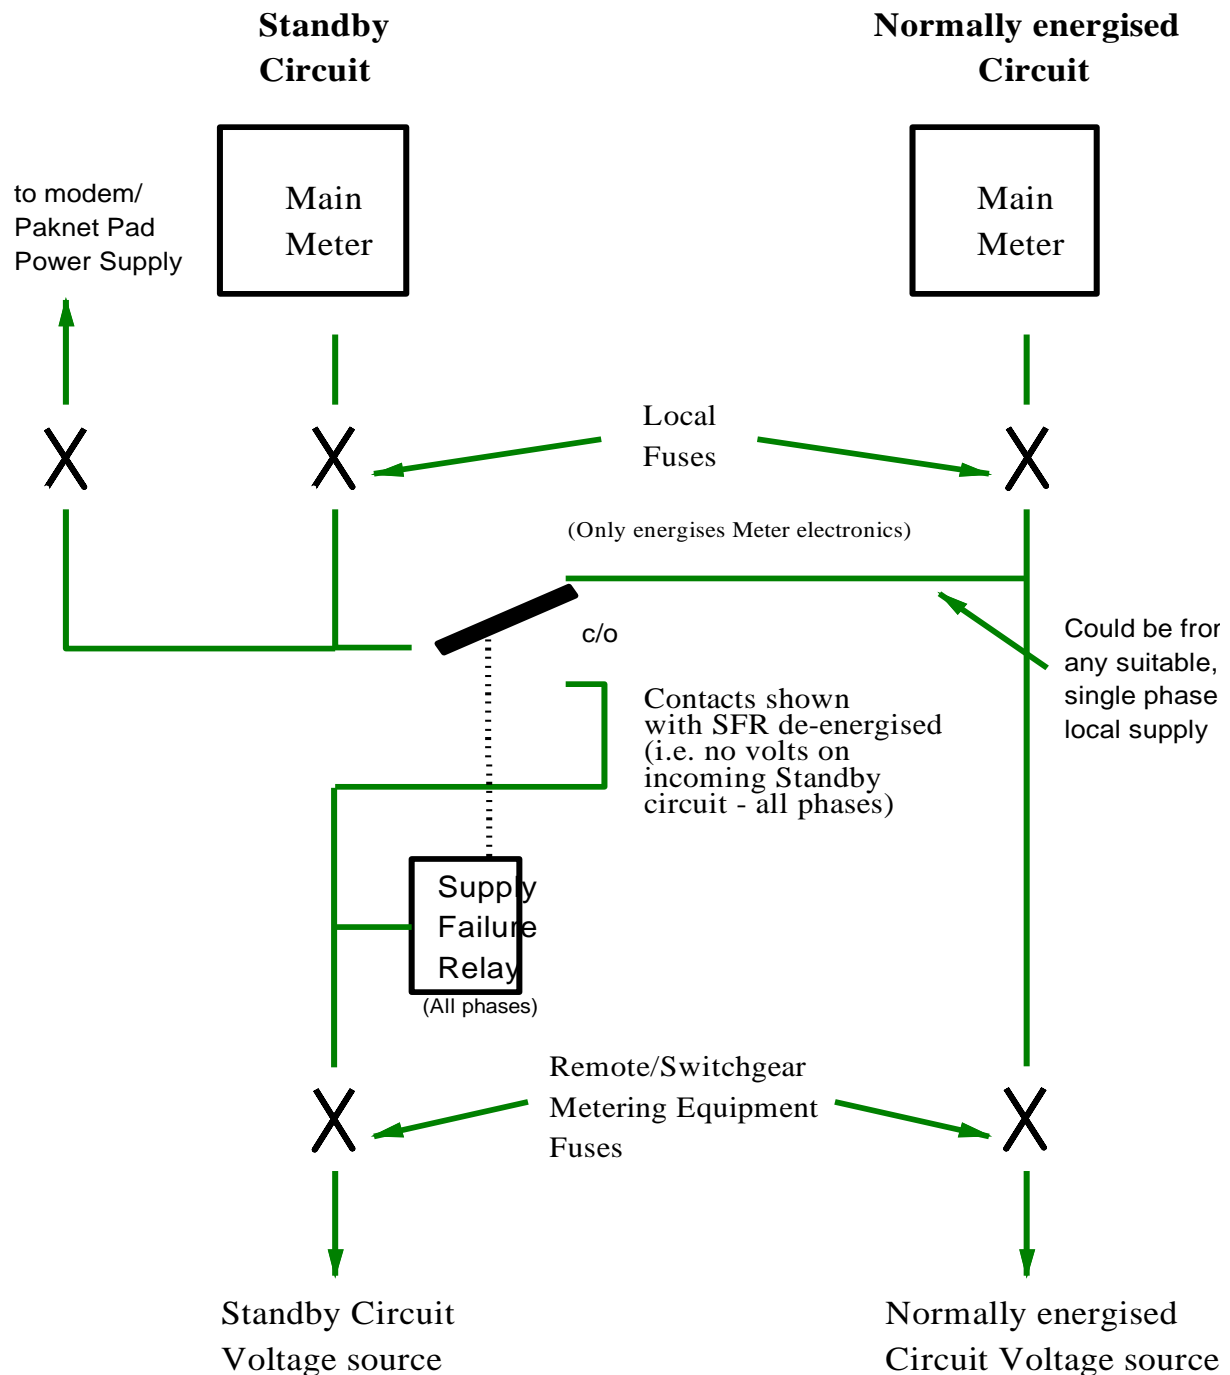 Standby
Circuit
Normally energised
Circuit
to modem/
Paknet Pad
Power Supply
Main
Meter
Main
Meter
Local
Fuses
(Only energises Meter electronics)
c/o
Could be
any suitable,
single phase
local supply
Contacts shown
with SFR de-energised
(i.e. no volts on
incoming Standby
circuit - all phases)
Supply
Failure
Relay
(All phases)
Remote/Switchgear
Metering Equipment
Fuses
Standby Circuit
Voltage source
Normally energised
Circuit Voltage source